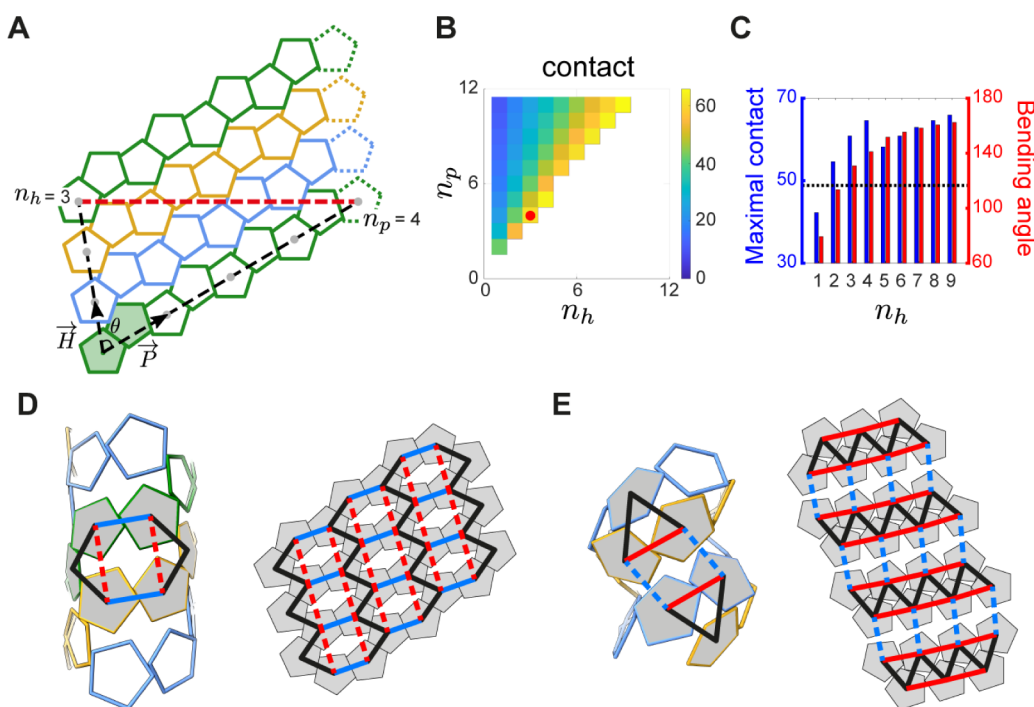 A
n_h = 3
n_p = 4
H
θ
P
B
contact
12
6
0
n_p
0
6
12
n_h
60
40
20
0
C
70
50
30
Maximal contact
180
140
100
60
Bending angle
1 2 3 4 5 6 7 8 9
n_h
D
E